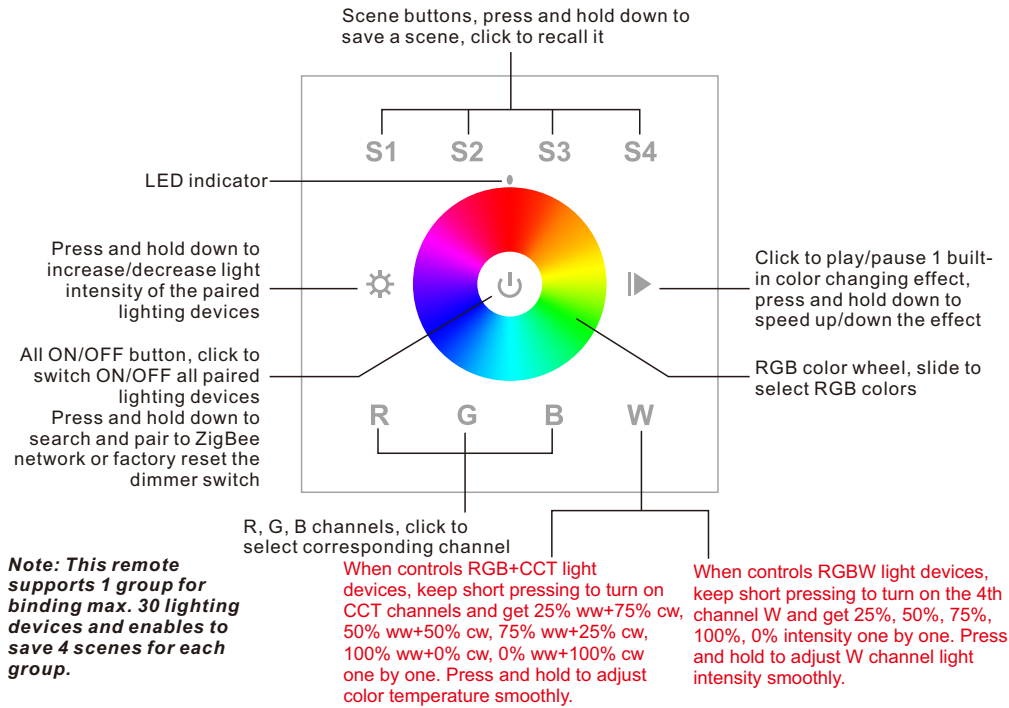 Scene buttons, press and hold down to
save a scene, click to recall it
S1 S2 S3 S4
LED indicator
Press and hold down to
increase/decrease light
intensity of the paired
lighting devices
Click to play/pause 1 built-
in color changing effect,
press and hold down to
speed up/down the effect
All ON/OFF button, click to
switch ON/OFF all paired
lighting devices
Press and hold down to
search and pair to ZigBee
network or factory reset the
dimmer switch
RGB color wheel, slide to
select RGB colors
R G B W
R, G, B channels, click to
select corresponding channel
Note: This remote
supports 1 group for
binding max. 30 lighting
devices and enables to
save 4 scenes for each
group.
When controls RGB+CCT light
devices, keep short pressing to turn on
CCT channels and get 25% ww+75% cw,
50% ww+50% cw, 75% ww+25% cw,
100% ww+0% cw, 0% ww+100% cw
one by one. Press and hold to adjust
color temperature smoothly.
When controls RGBW light devices,
keep short pressing to turn on the 4th
channel W and get 25%, 50%, 75%,
100%, 0% intensity one by one. Press
and hold to adjust W channel light
intensity smoothly.